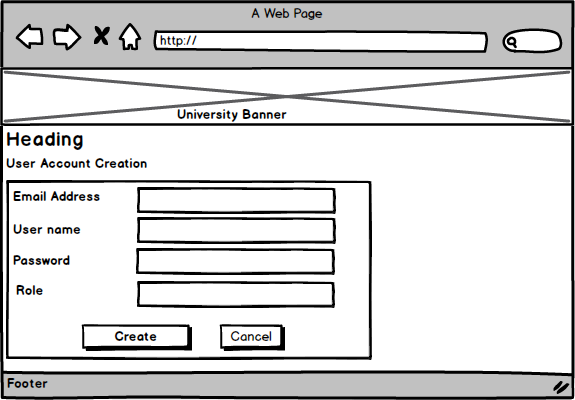 A Web Page
http://
University Banner
Heading
User Account Creation
Email Address
User name
Password
Role
Create
Cancel
Footer